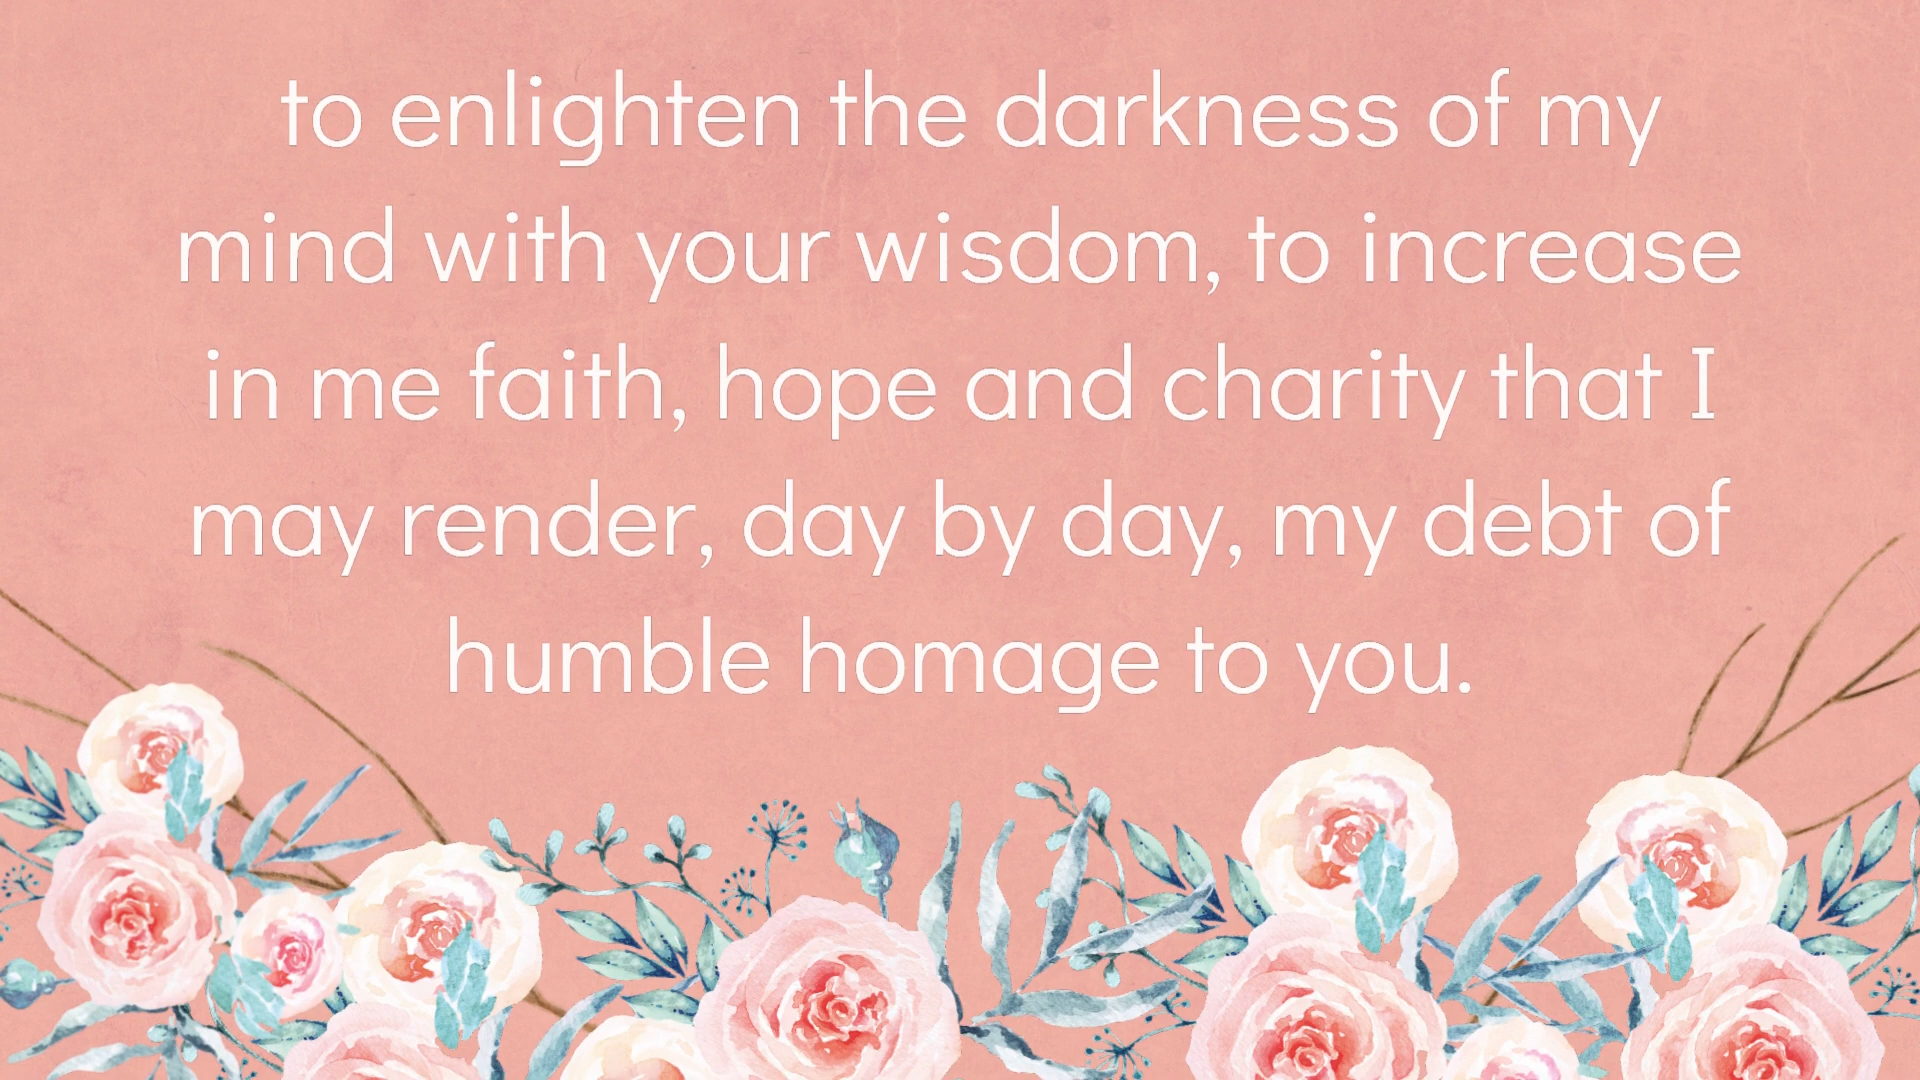 to enlighten the darkness of my
mind with your wisdom, to increase
in me faith, hope and charity that I
may render, day by day, my debt of
humble homage to you.